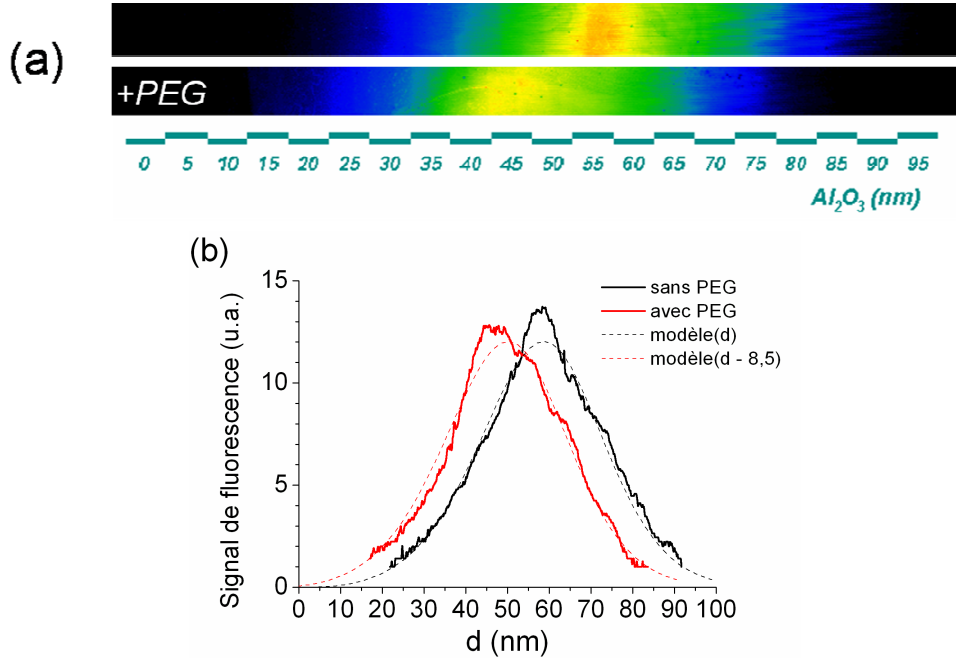 (a)
+PEG
0 5 10 15 20 25 30 35 40 45 50 55 60 65 70 75 80 85 90 95
Al₂O₃ (nm)
(b)
Signal de fluorescence (u.a.)
15
10
5
0
sans PEG
avec PEG
modèle(d)
modèle(d - 8,5)
0 10 20 30 40 50 60 70 80 90 100
d (nm)